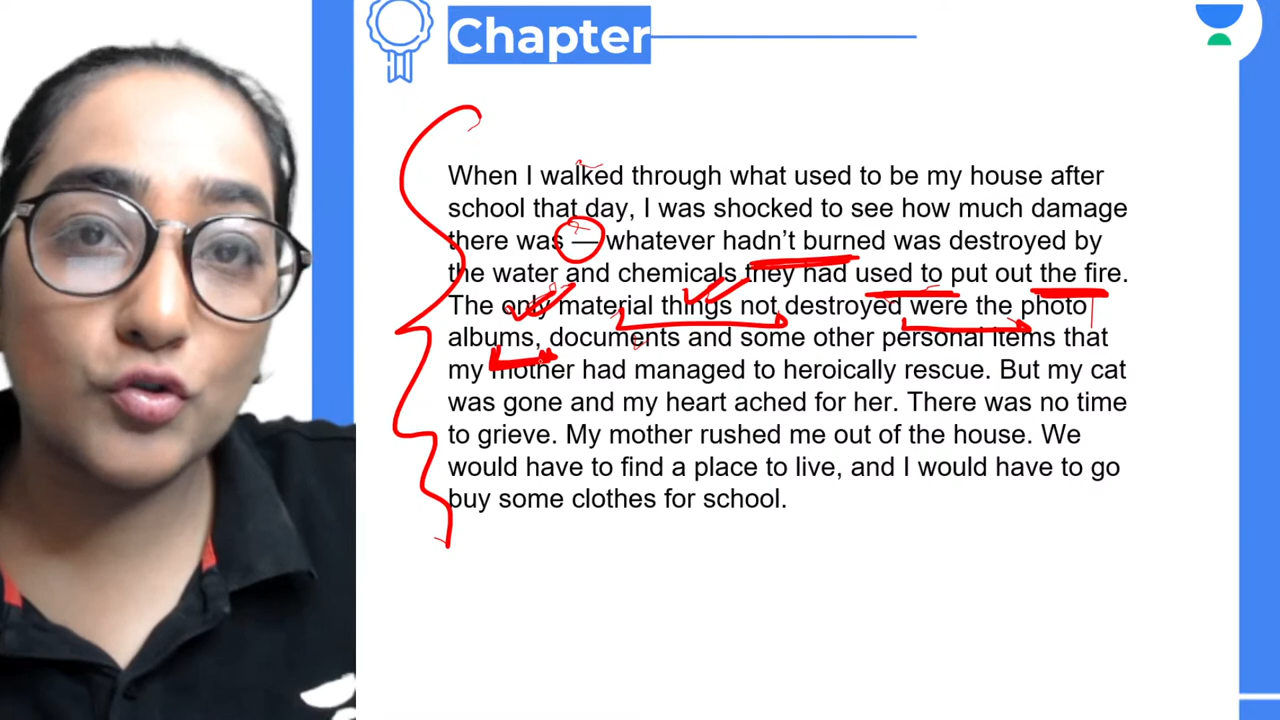 Chapter
When I walked through what used to be my house after
school that day, I was shocked to see how much damage
there was — whatever hadn't burned was destroyed by
the water and chemicals they had used to put out the fire.
The only material things not destroyed were the photo
albums, documents and some other personal items that
my mother had managed to heroically rescue. But my cat
was gone and my heart ached for her. There was no time
to grieve. My mother rushed me out of the house. We
would have to find a place to live, and I would have to go
buy some clothes for school.